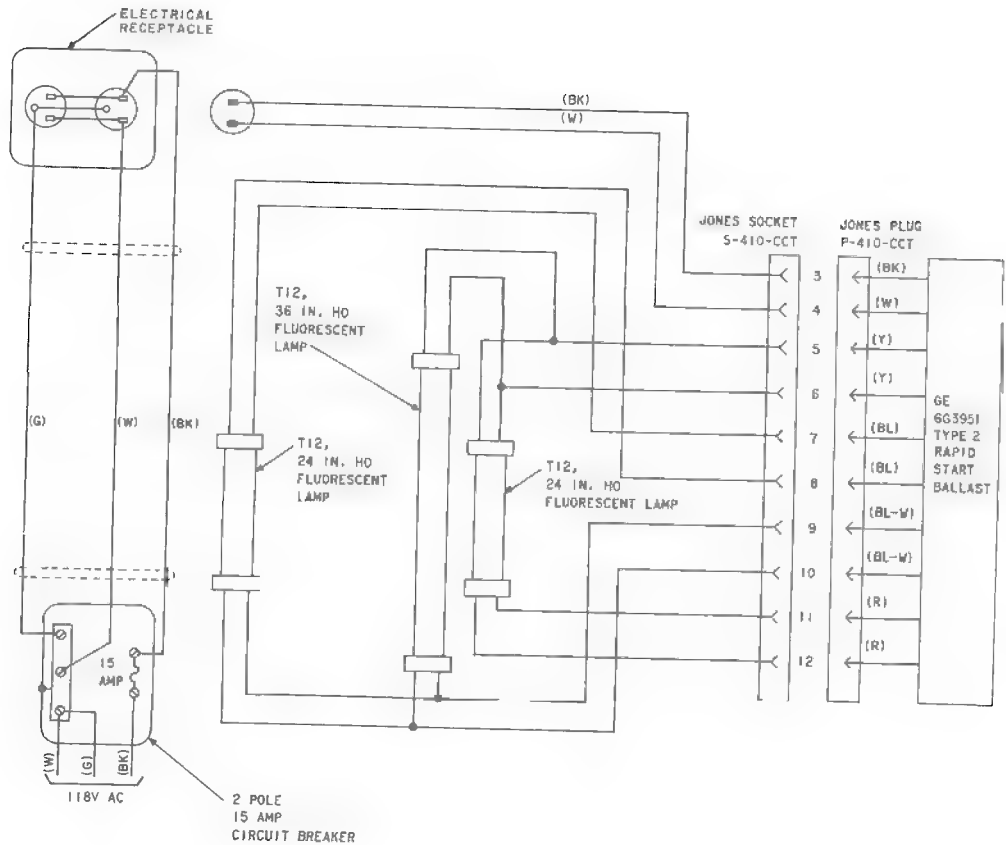 ELECTRICAL
RECEPTACLE
(BK)
(W)
JONES SOCKET
S-410-CCT
JONES PLUG
P-410-CCT
3
(BK)
4
(W)
5
(Y)
6
(Y)
7
(BL)
8
(BL)
9
(BL-W)
10
(BL-W)
11
(R)
12
(R)
GE
6G3951
TYPE 2
RAPID
START
BALLAST
T12,
36 IN. HO
FLUORESCENT
LAMP
(G)
(W)
(BK)
T12,
24 IN. HO
FLUORESCENT
LAMP
T12,
24 IN. HO
FLUORESCENT LAMP
15
AMP
(W)
(G)
(BK)
118V AC
2 POLE
15 AMP
CIRCUIT BREAKER